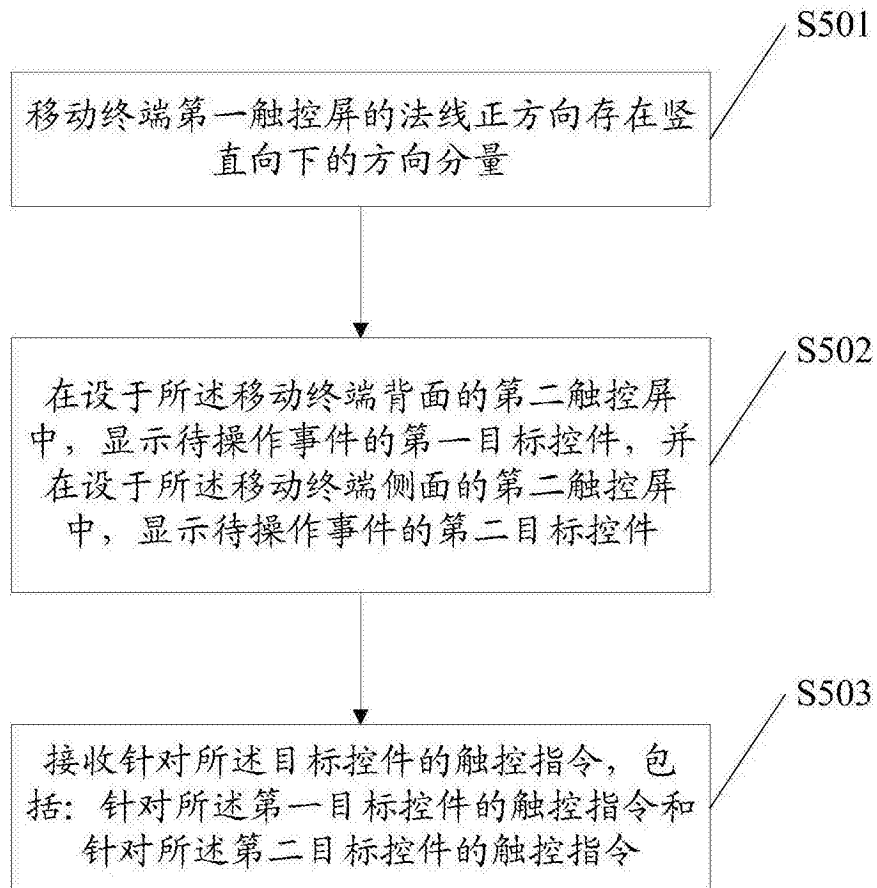 S501
移动终端第一触控屏的法线正方向存在竖
直向下的方向分量
S502
在设于所述移动终端背面的第二触控屏
中，显示待操作事件的第一目标控件，并
在设于所述移动终端侧面的第二触控屏
中，显示待操作事件的第二目标控件
S503
接收针对所述目标控件的触控指令，包
括：针对所述第一目标控件的触控指令和
针对所述第二目标控件的触控指令